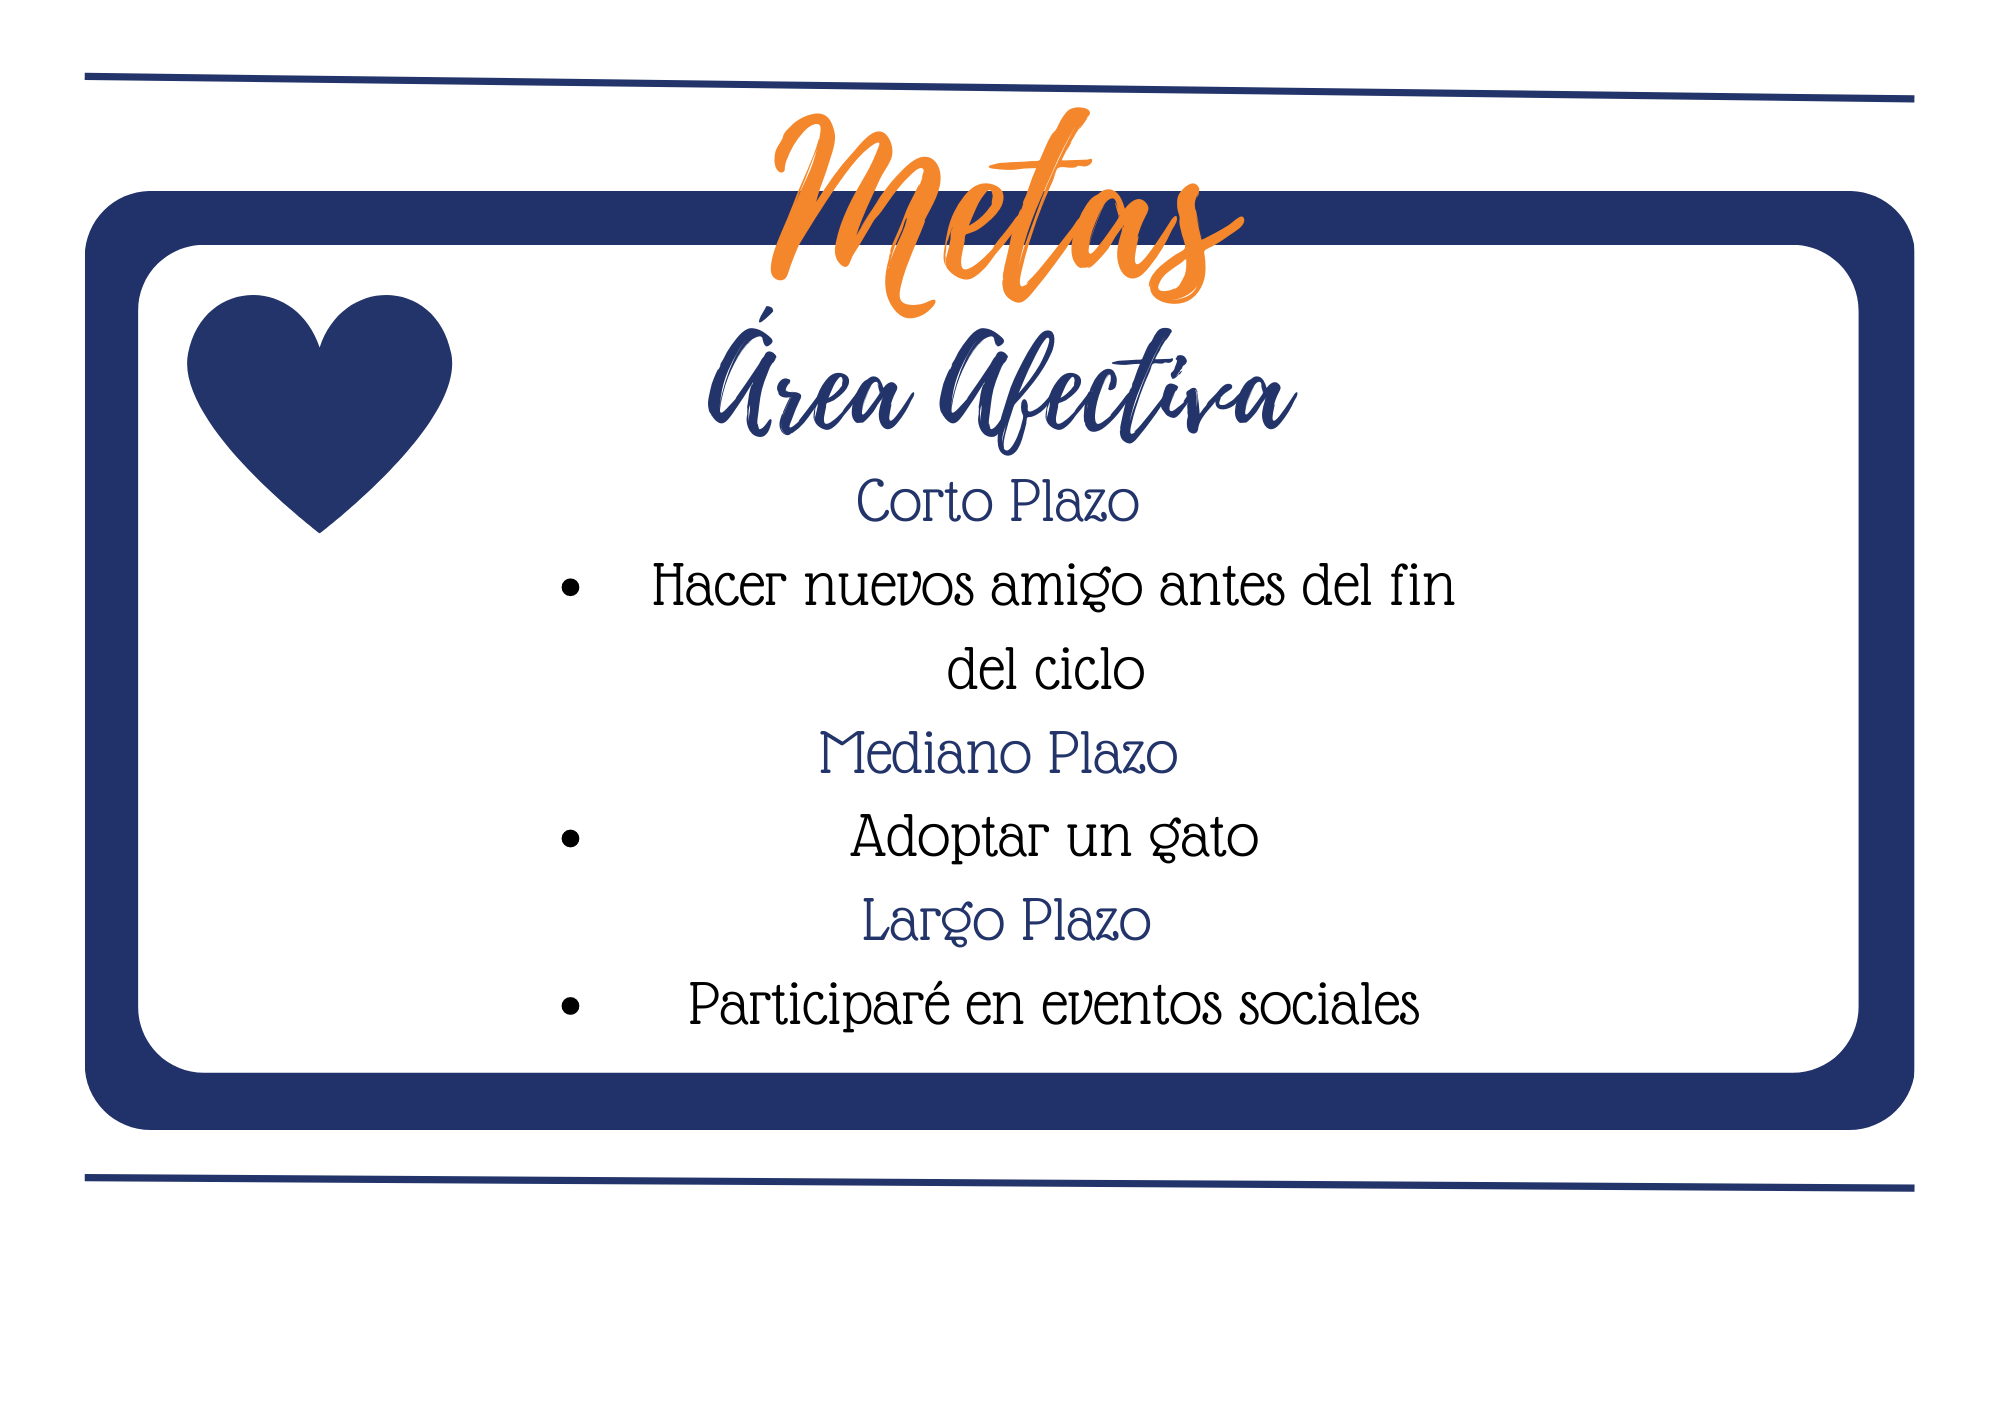 Metas
Área Afectiva
Corto Plazo
• Hacer nuevos amigo antes del fin
del ciclo
Mediano Plazo
• Adoptar un gato
Largo Plazo
• Participaré en eventos sociales